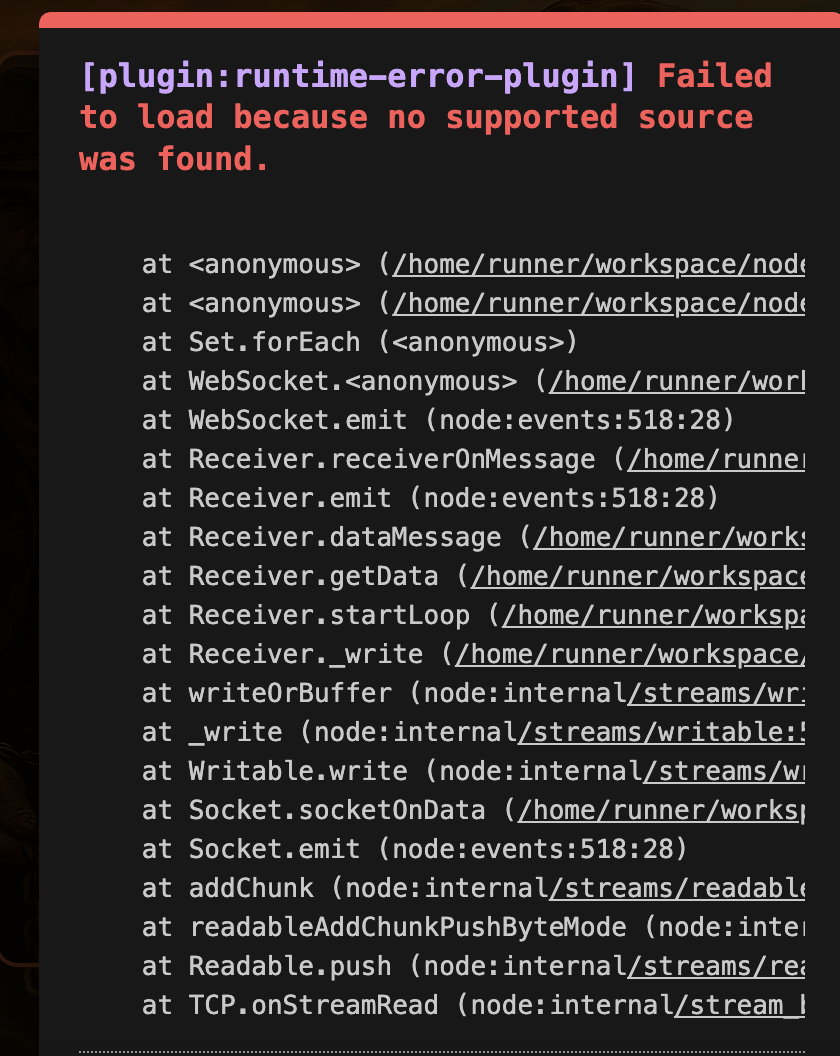 [plugin:runtime-error-plugin] Failed
to load because no supported source
was found.
at <anonymous> (/home/runner/workspace/node
at <anonymous> (/home/runner/workspace/node
at Set.forEach (<anonymous>)
at WebSocket.<anonymous> (/home/runner/work
at WebSocket.emit (node:events:518:28)
at Receiver.receiverOnMessage (/home/runner
at Receiver.emit (node:events:518:28)
at Receiver.dataMessage (/home/runner/works
at Receiver.getData (/home/runner/workspace
at Receiver.startLoop (/home/runner/workspa
at Receiver._write (/home/runner/workspace/
at writeOrBuffer (node:internal/streams/wri
at _write (node:internal/streams/writable:5
at Writable.write (node:internal/streams/wr
at Socket.socketOnData (/home/runner/worksp
at Socket.emit (node:events:518:28)
at addChunk (node:internal/streams/readable
at readableAddChunkPushByteMode (node:inter
at Readable.push (node:internal/streams/rea
at TCP.onStreamRead (node:internal/stream_b